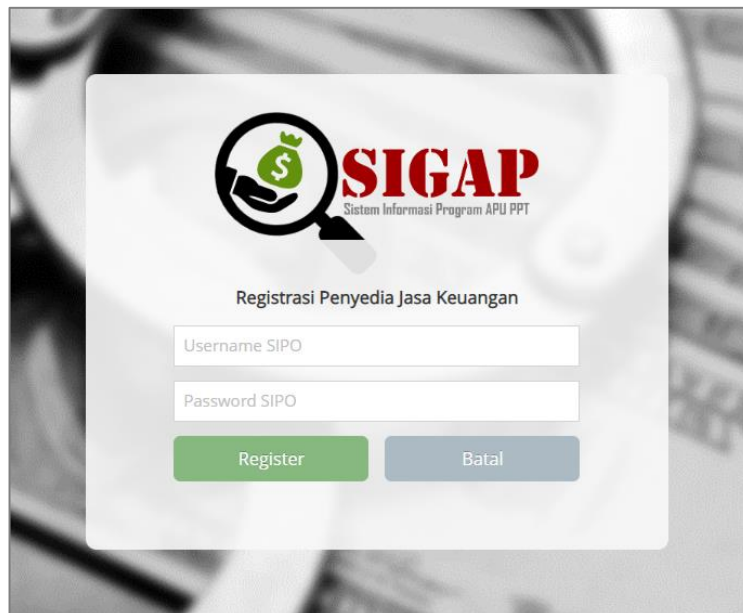 $
SIGAP
Sistem Informasi Program APU PPT
Registrasi Penyedia Jasa Keuangan
Username SIPO
Password SIPO
Register
Batal